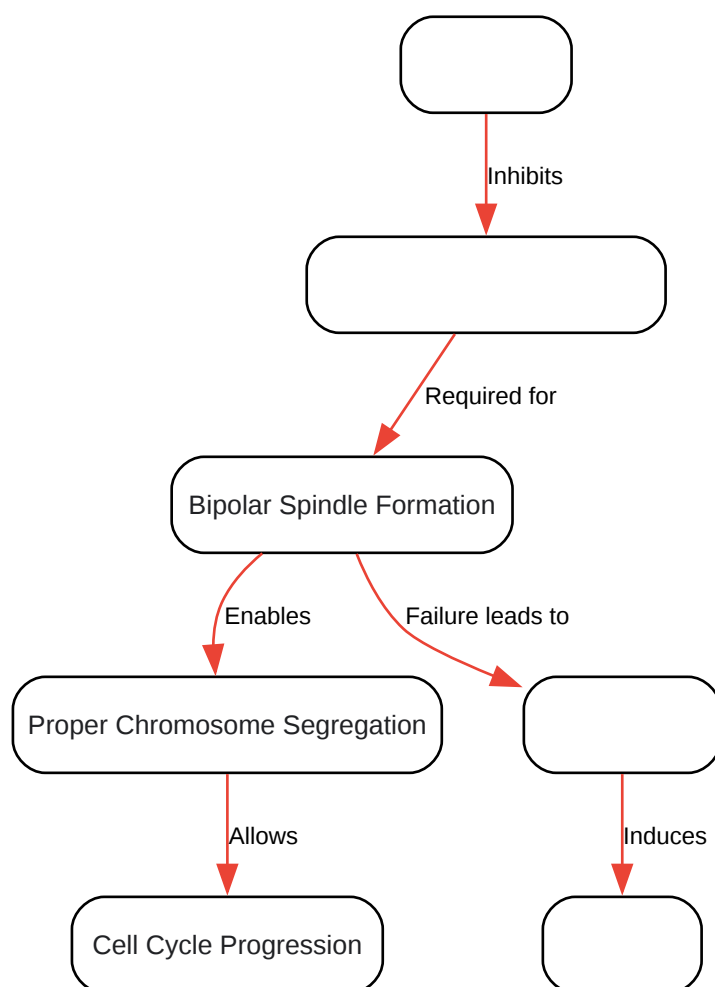 Inhibits
Required for
Bipolar Spindle Formation
Enables
Failure leads to
Proper Chromosome Segregation
Allows
Induces
Cell Cycle Progression